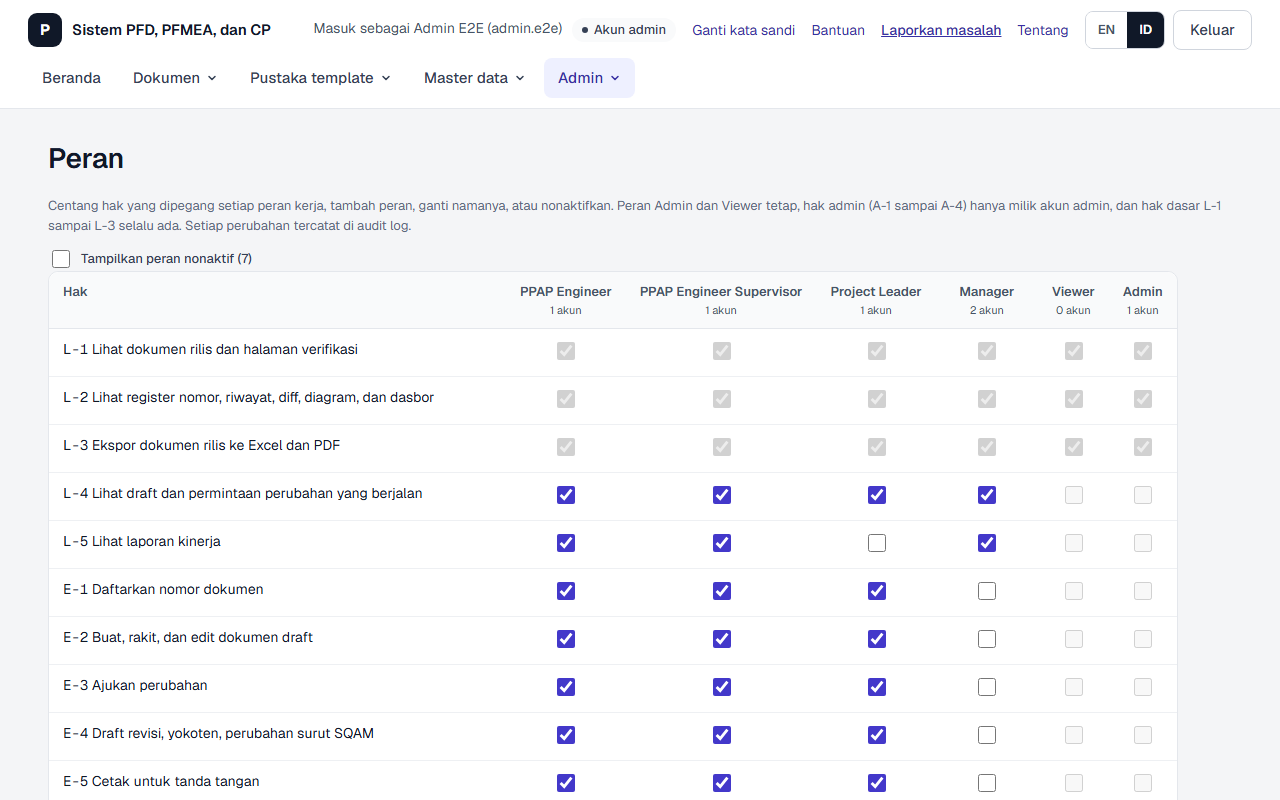 P Sistem PFD, PFMEA, dan CP
Masuk sebagai Admin E2E (admin.e2e)
Akun admin
Ganti kata sandi
Bantuan
Laporkan masalah
Tentang
EN
ID
Keluar
Beranda
Dokumen
Pustaka template
Master data
Admin
Peran
Centang hak yang dipegang setiap peran kerja, tambah peran, ganti namanya, atau nonaktifkan. Peran Admin dan Viewer tetap, hak admin (A-1 sampai A-4) hanya milik akun admin, dan hak dasar L-1
sampai L-3 selalu ada. Setiap perubahan tercatat di audit log.
Tampilkan peran nonaktif (7)
Hak
PPAP Engineer
1 akun
PPAP Engineer Supervisor
1 akun
Project Leader
1 akun
Manager
2 akun
Viewer
0 akun
Admin
1 akun
L-1 Lihat dokumen rilis dan halaman verifikasi
L-2 Lihat register nomor, riwayat, diff, diagram, dan dasbor
L-3 Ekspor dokumen rilis ke Excel dan PDF
L-4 Lihat draft dan permintaan perubahan yang berjalan
L-5 Lihat laporan kinerja
E-1 Daftarkan nomor dokumen
E-2 Buat, rakit, dan edit dokumen draft
E-3 Ajukan perubahan
E-4 Draft revisi, yokoten, perubahan surut SQAM
E-5 Cetak untuk tanda tangan